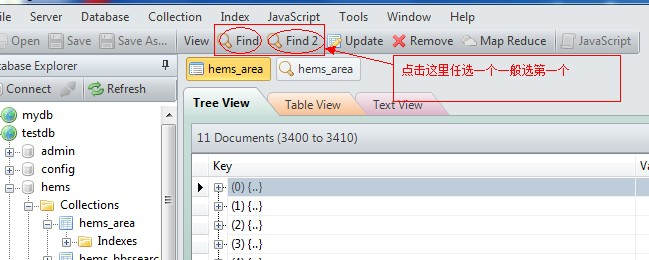 File Server Database Collection Index JavaScript Tools Window Help
Open Save Save As... View Find Find 2 Update Remove Map Reduce JavaScript
Database Explorer
hems_area hems_area
点击这里任选一个一般选第一个
Connect Refresh
Tree View Table View Text View
mydb
testdb
11 Documents (3400 to 3410)
admin
config
Key Va
hems
(0) {..}
Collections
(1) {..}
hems_area
(2) {..}
Indexes
(3) {..}